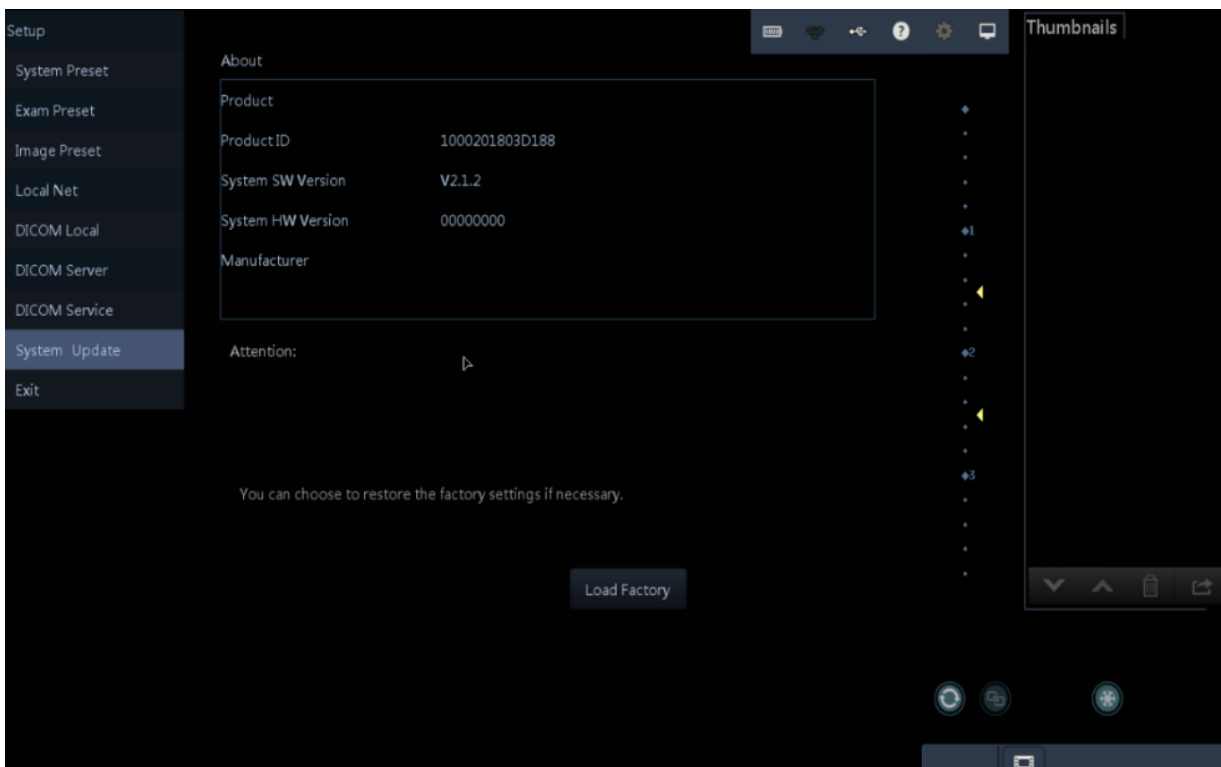 Setup
System Preset
Exam Preset
Image Preset
Local Net
DICOM Local
DICOM Server
DICOM Service
System Update
Exit
About
Product
Product ID 1000201803D188
System SW Version V2.1.2
System HW Version 00000000
Manufacturer
Attention:
You can choose to restore the factory settings if necessary.
Load Factory
?
1
2
3
Thumbnails